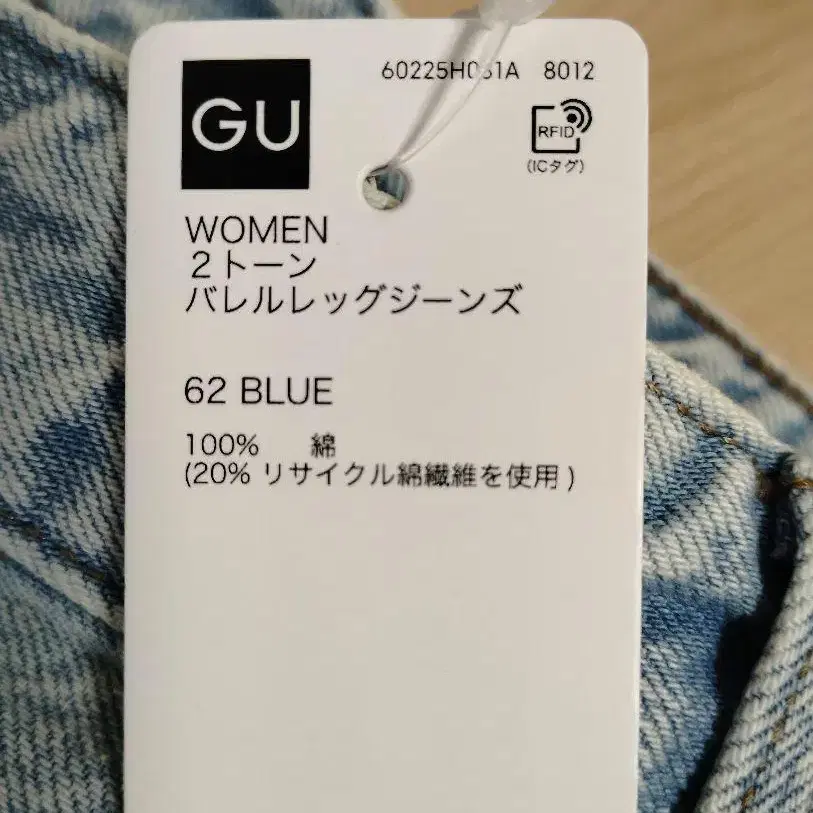 GU
8012
RFID
(ICタグ)
WOMEN
2トーン
バレルレッグジーンズ
62 BLUE
100% 綿
(20% リサイクル綿繊維を使用)